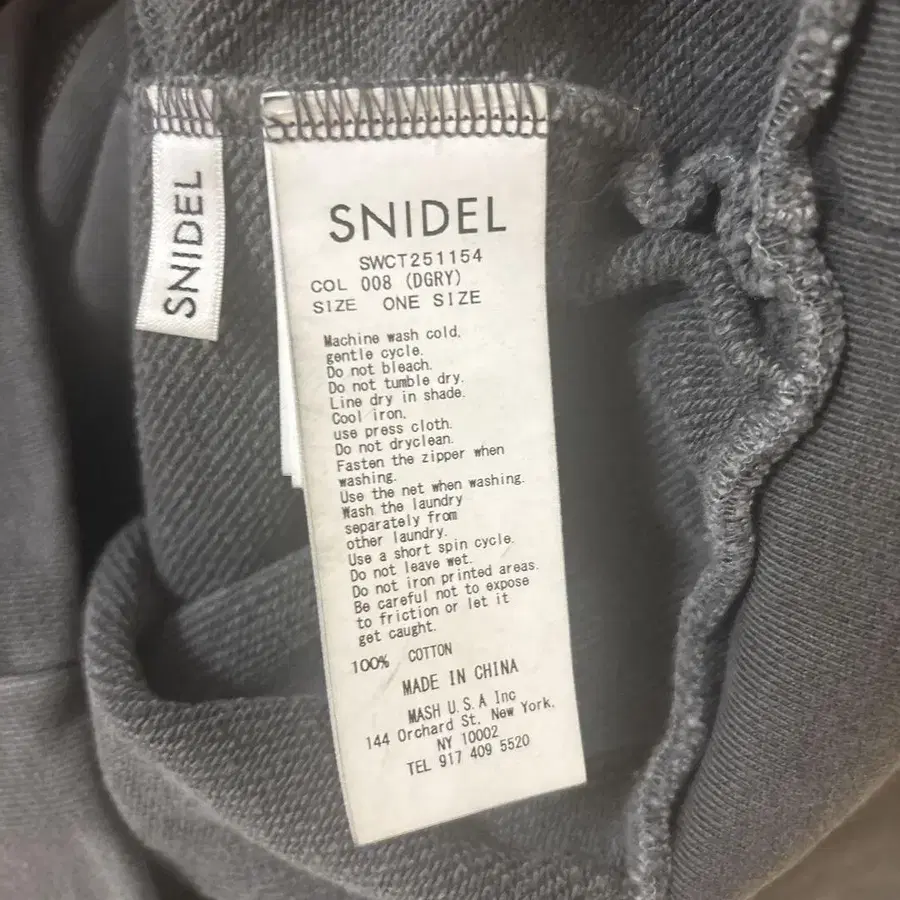 SNIDEL
SNIDEL
SWCT251154
COL 008 (DGRY)
SIZE ONE SIZE
Machine wash cold,
gentle cycle.
Do not bleach.
Do not tumble dry.
Line dry in shade.
Cool iron,
use press cloth.
Do not dryclean.
Fasten the zipper when
washing.
Use the net when washing.
Wash the laundry
separately from
other laundry.
Use a short spin cycle.
Do not leave wet.
Do not iron printed areas.
Be careful not to expose
to friction or let it
get caught.
100% COTTON
MADE IN CHINA
MASH U.S.A Inc
144 Orchard St, New York,
NY 10002
TEL 917 409 5520